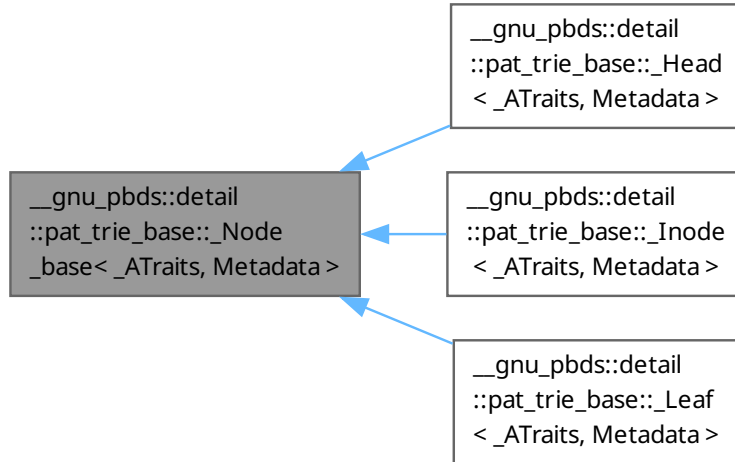 __gnu_pbds::detail
::pat_trie_base::_Head
< _ATraits, Metadata >
__gnu_pbds::detail
::pat_trie_base::_Node
_base< _ATraits, Metadata >
__gnu_pbds::detail
::pat_trie_base::_Inode
< _ATraits, Metadata >
__gnu_pbds::detail
::pat_trie_base::_Leaf
< _ATraits, Metadata >